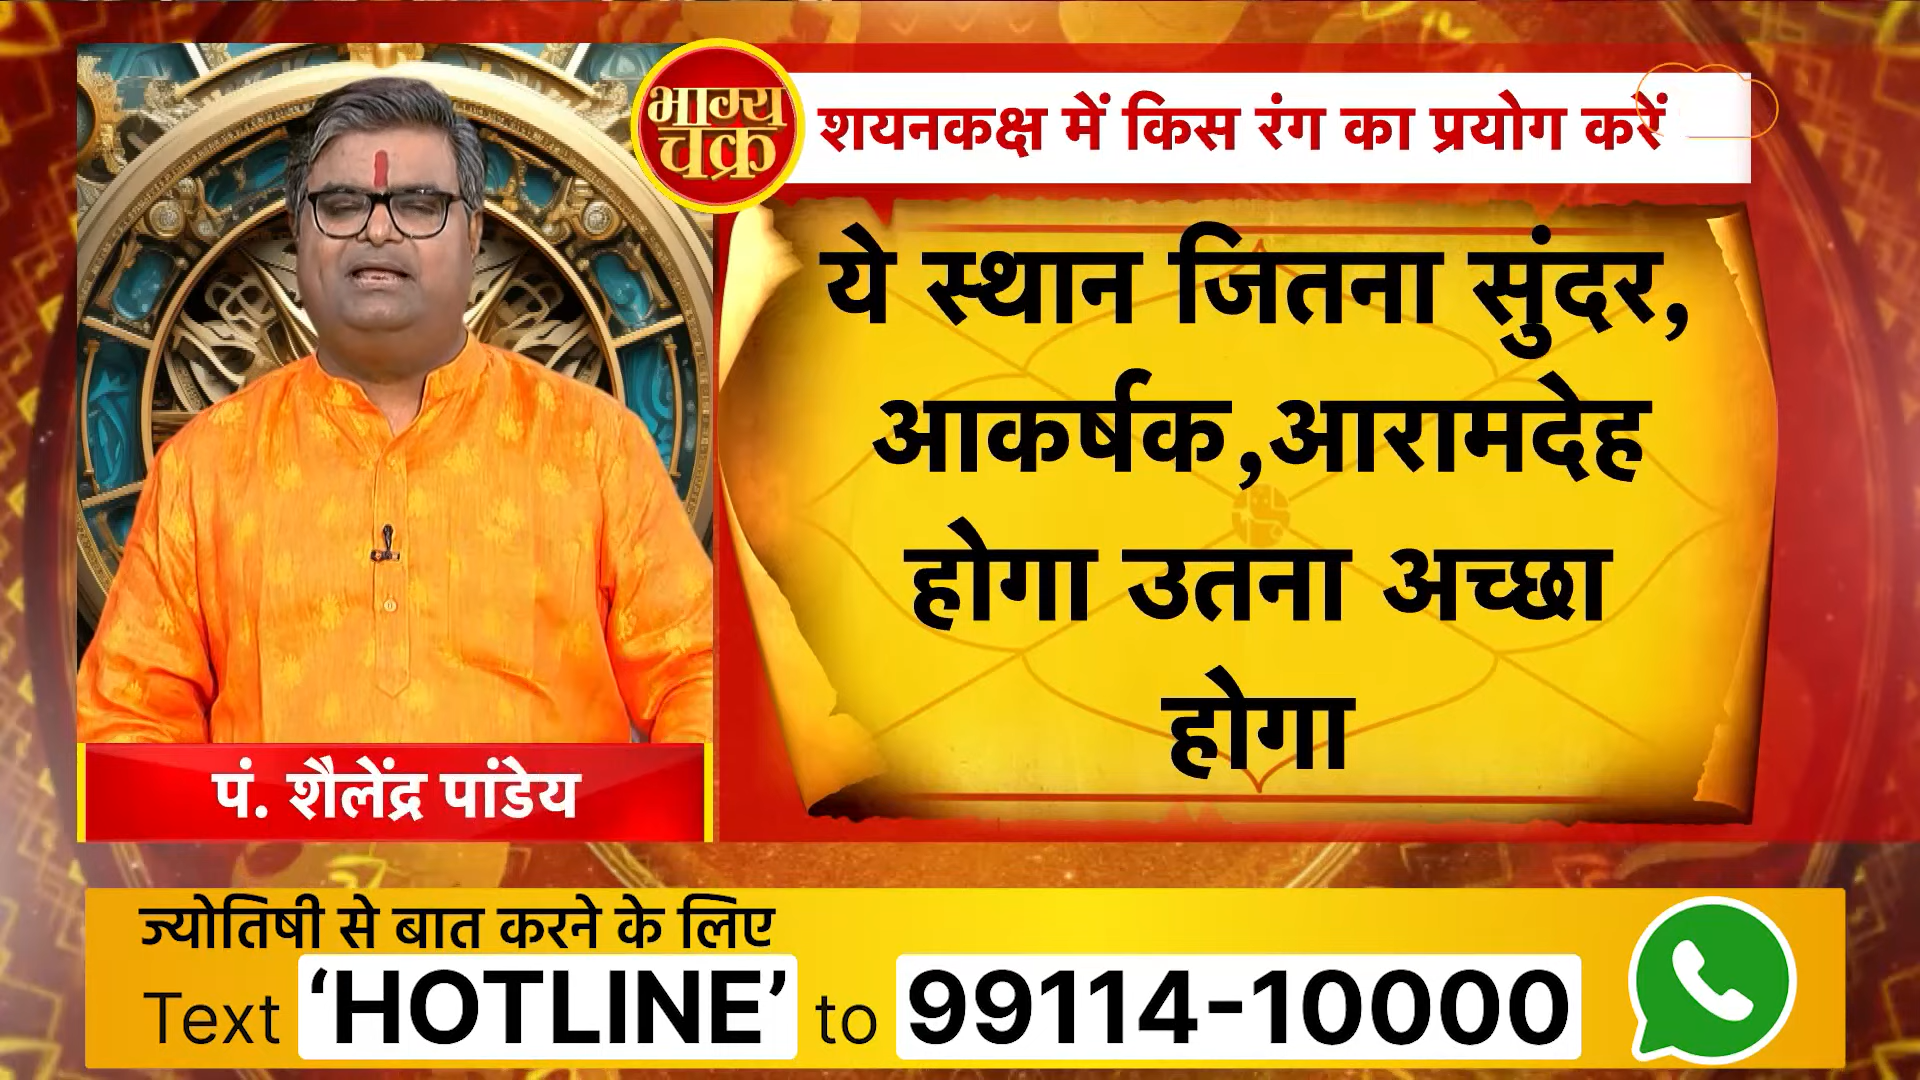 भाग्य
चक्र
शयनकक्ष में किस रंग का प्रयोग करें
ये स्थान जितना सुंदर,
आकर्षक,आरामदेह
होगा उतना अच्छा
होगा
पं. शैलेंद्र पांडेय
ज्योतिषी से बात करने के लिए
Text ‘HOTLINE’ to 99114-10000